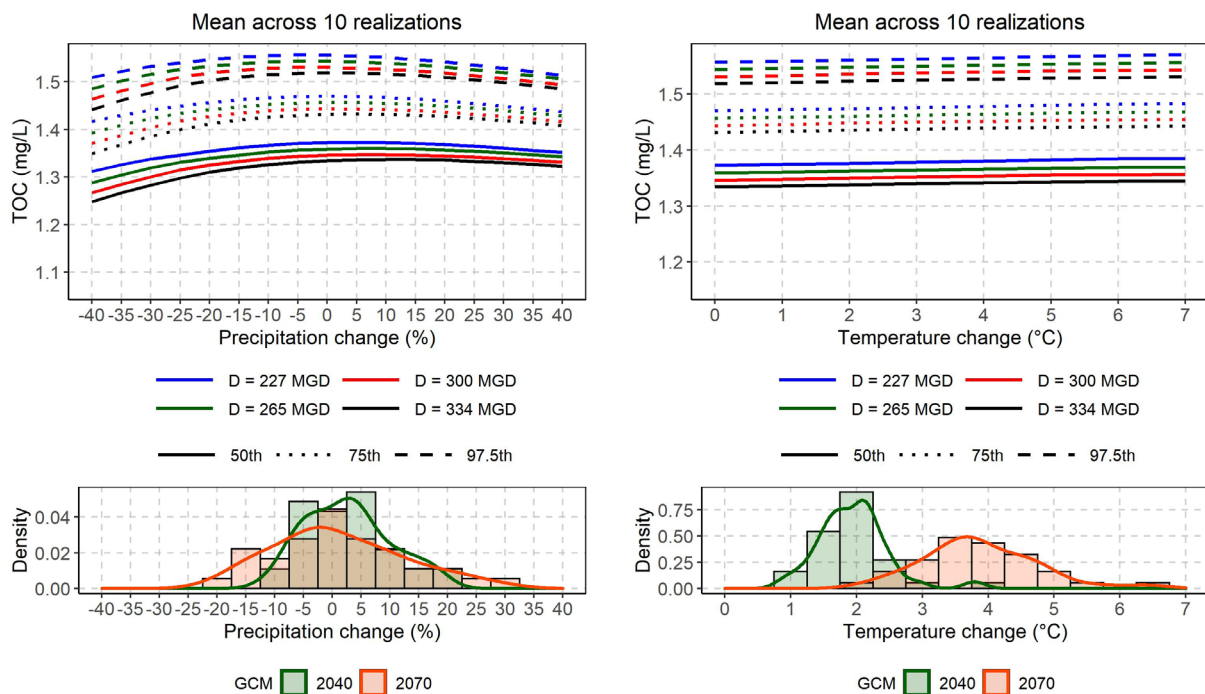 Mean across 10 realizations
TOC (mg/L)
1.5
1.4
1.3
1.2
1.1
-40 -35 -30 -25 -20 -15 -10 -5 0 5 10 15 20 25 30 35 40
Precipitation change (%)
D = 227 MGD D = 300 MGD
D = 265 MGD D = 334 MGD
50th 75th 97.5th
Density
0.04
0.02
0.00
-40 -35 -30 -25 -20 -15 -10 -5 0 5 10 15 20 25 30 35 40
Precipitation change (%)
GCM 2040 2070
Mean across 10 realizations
TOC (mg/L)
1.5
1.4
1.3
1.2
0 1 2 3 4 5 6 7
Temperature change (°C)
D = 227 MGD D = 300 MGD
D = 265 MGD D = 334 MGD
50th 75th 97.5th
Density
0.75
0.50
0.25
0.00
0 1 2 3 4 5 6 7
Temperature change (°C)
GCM 2040 2070